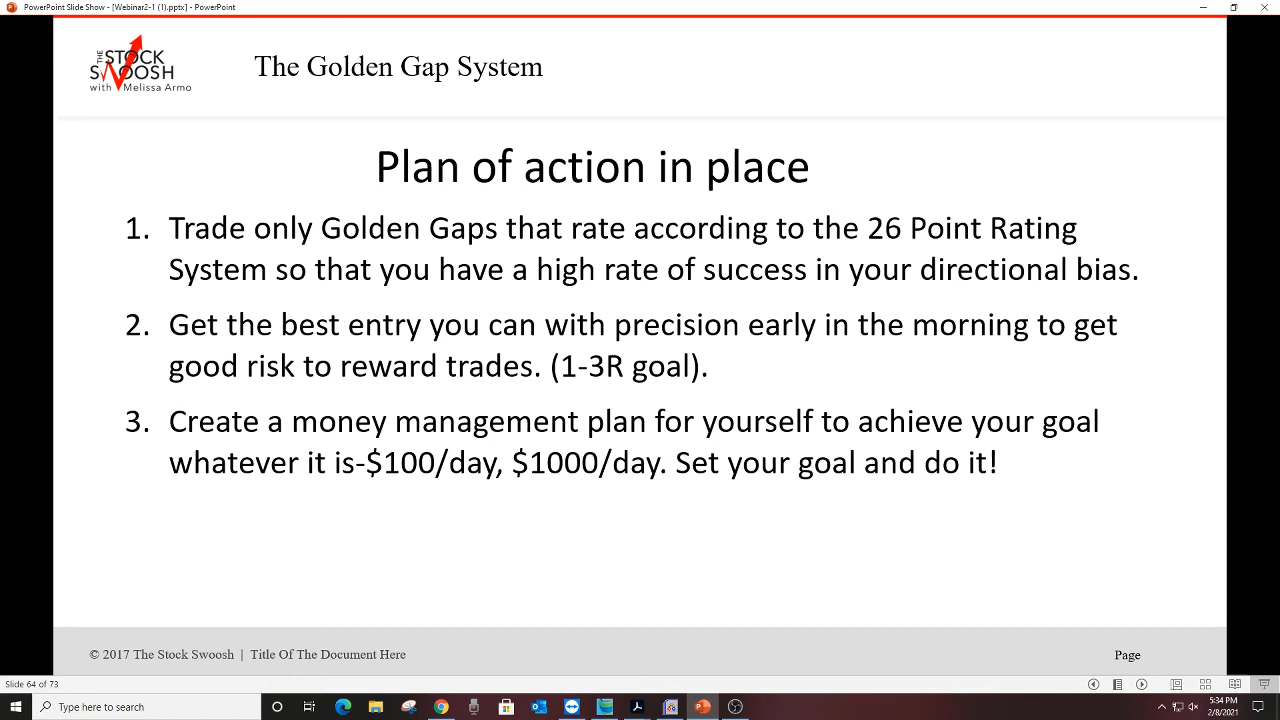 PowerPoint Slide Show - [Webinar2-1 (1).pptx] - PowerPoint
THE
STOCK
SWOOSH
with Melissa Armo
The Golden Gap System
Plan of action in place
1. Trade only Golden Gaps that rate according to the 26 Point Rating
System so that you have a high rate of success in your directional bias.
2. Get the best entry you can with precision early in the morning to get
good risk to reward trades. (1-3R goal).
3. Create a money management plan for yourself to achieve your goal
whatever it is-$100/day, $1000/day. Set your goal and do it!
© 2017 The Stock Swoosh | Title Of The Document Here
Page
Slide 64 of 73
Type here to search
5:34 PM
2/8/2021